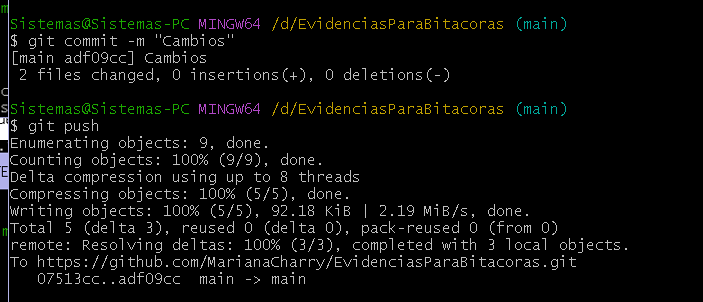 Sistemas@Sistemas-PC MINGW64 /d/EvidenciasParaBitacoras (main)
$ git commit -m "Cambios"
[main adf09cc] Cambios
 2 files changed, 0 insertions(+), 0 deletions(-)
Sistemas@Sistemas-PC MINGW64 /d/EvidenciasParaBitacoras (main)
$ git push
Enumerating objects: 9, done.
Counting objects: 100% (9/9), done.
Delta compression using up to 8 threads
Compressing objects: 100% (5/5), done.
Writing objects: 100% (5/5), 92.18 KiB | 2.19 MiB/s, done.
Total 5 (delta 3), reused 0 (delta 0), pack-reused 0 (from 0)
remote: Resolving deltas: 100% (3/3), completed with 3 local objects.
To https://github.com/MarianaCharry/EvidenciasParaBitacoras.git
   07513cc..adf09cc  main -> main